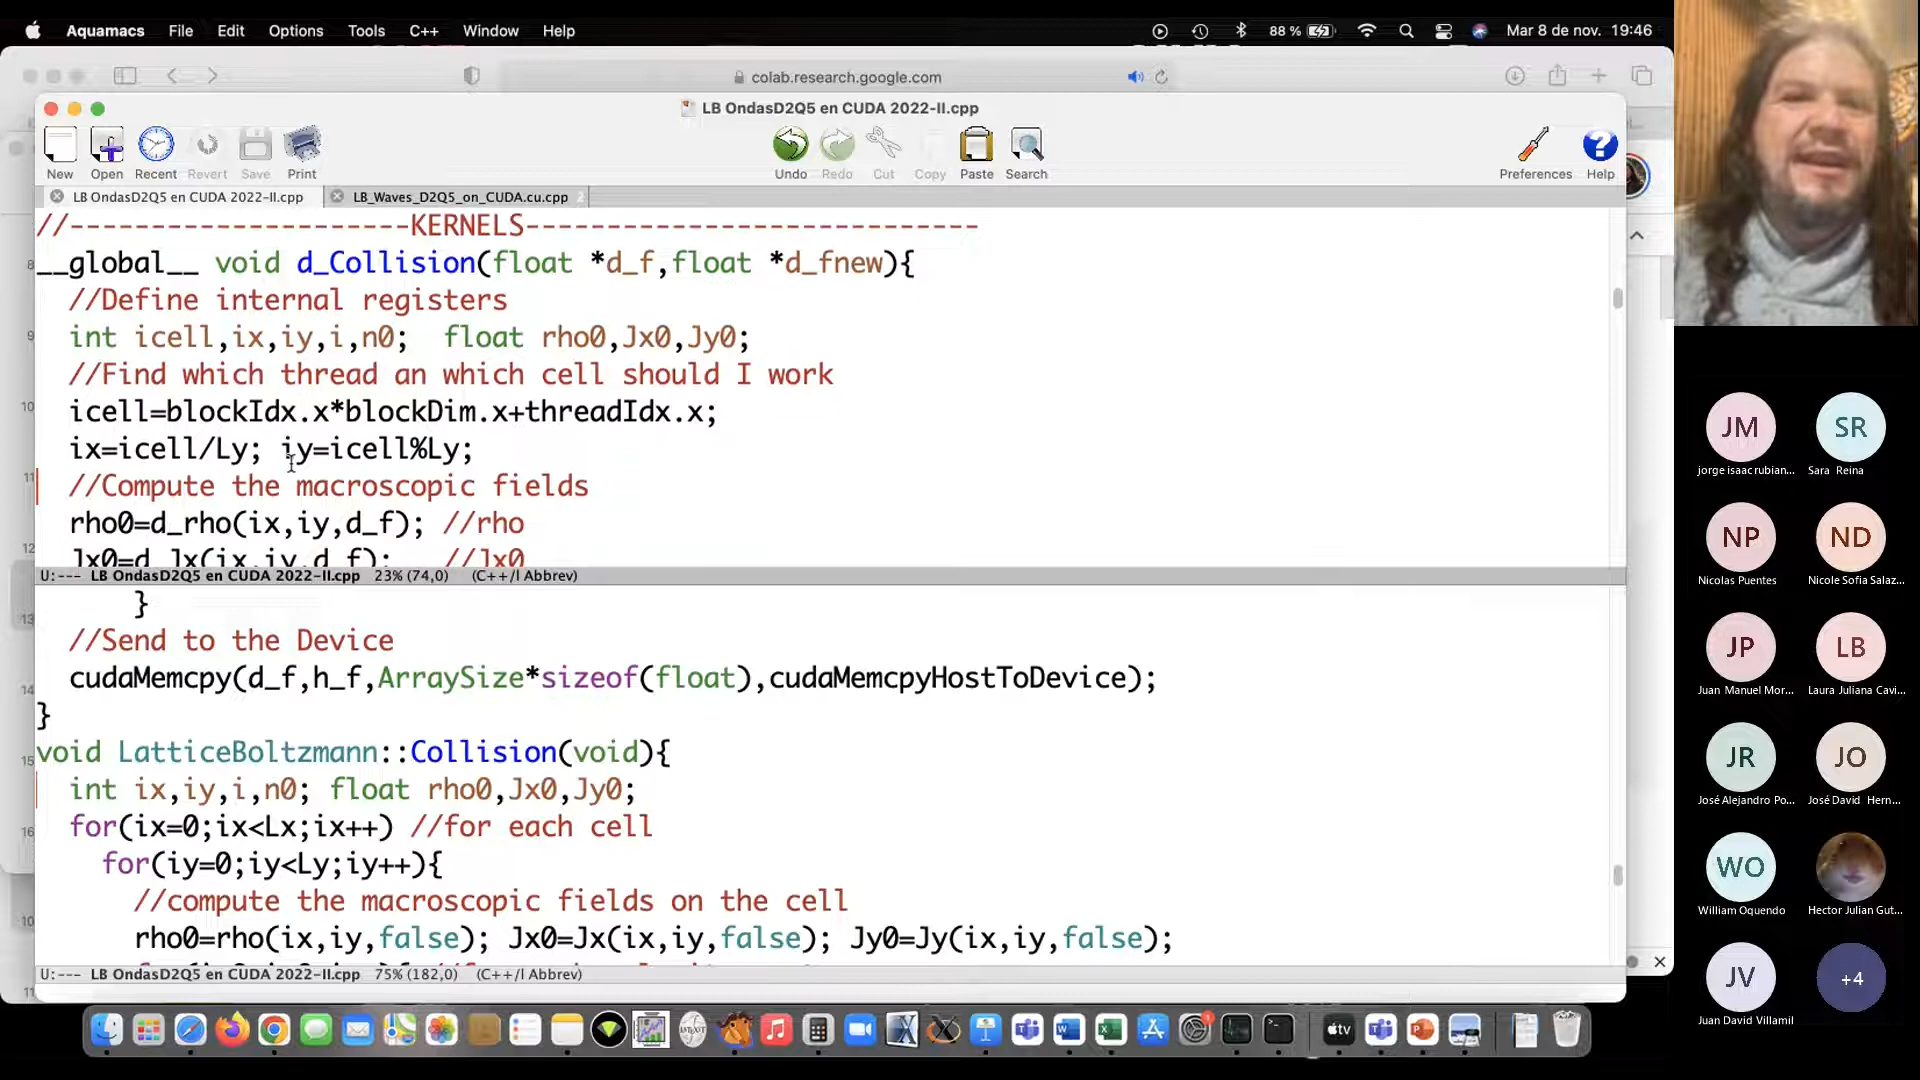 Aquamacs File Edit Options Tools C++ Window Help 88 % Mar 8 de nov. 19:46
colab.research.google.com
LB OndasD2Q5 en CUDA 2022-II.cpp
New Open Recent Revert Save Print Undo Redo Cut Copy Paste Search Preferences Help
LB OndasD2Q5 en CUDA 2022-II.cpp LB_Waves_D2Q5_on_CUDA.cu.cpp 2
//---------------------KERNELS----------------------------
__global__ void d_Collision(float *d_f,float *d_fnew){
//Define internal registers
int icell,ix,iy,i,n0; float rho0,Jx0,Jy0;
//Find which thread an which cell should I work
icell=blockIdx.x*blockDim.x+threadIdx.x;
ix=icell/Ly; iy=icell%Ly;
//Compute the macroscopic fields
rho0=d_rho(ix,iy,d_f); //rho
Jx0=d_Jx(ix,iy,d_f); //Jx0
U:--- LB OndasD2Q5 en CUDA 2022-II.cpp 23% (74,0) (C++/l Abbrev)
}
//Send to the Device
cudaMemcpy(d_f,h_f,ArraySize*sizeof(float),cudaMemcpyHostToDevice);
}
void LatticeBoltzmann::Collision(void){
int ix,iy,i,n0; float rho0,Jx0,Jy0;
for(ix=0;ix<Lx;ix++) //for each cell
for(iy=0;iy<Ly;iy++){
//compute the macroscopic fields on the cell
rho0=rho(ix,iy,false); Jx0=Jx(ix,iy,false); Jy0=Jy(ix,iy,false);
U:--- LB OndasD2Q5 en CUDA 2022-II.cpp 75% (182,0) (C++/l Abbrev)
JM SR
jorge isaac rubian... Sara Reina
NP ND
Nicolas Puentes Nicole Sofia Salaz...
JP LB
Juan Manuel Mor... Laura Juliana Cavi...
JR JO
José Alejandro Po... José David Hern...
WO
William Oquendo Hector Julian Gut...
JV +4
Juan David Villamil